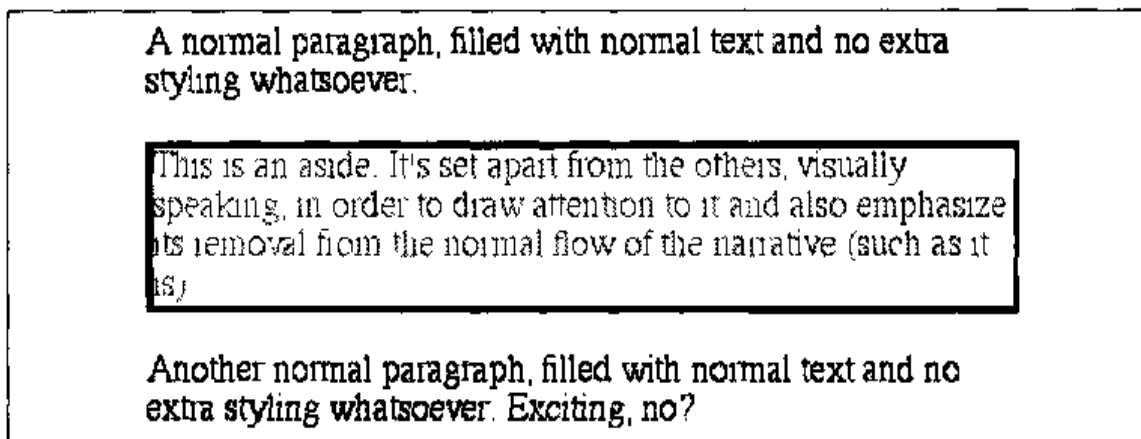 A normal paragraph, filled with normal text and no extra
styling whatsoever.
This is an aside. It's set apart from the others, visually
speaking, in order to draw attention to it and also emphasize
its removal from the normal flow of the narrative (such as it
is)
Another normal paragraph, filled with normal text and no
extra styling whatsoever. Exciting, no?